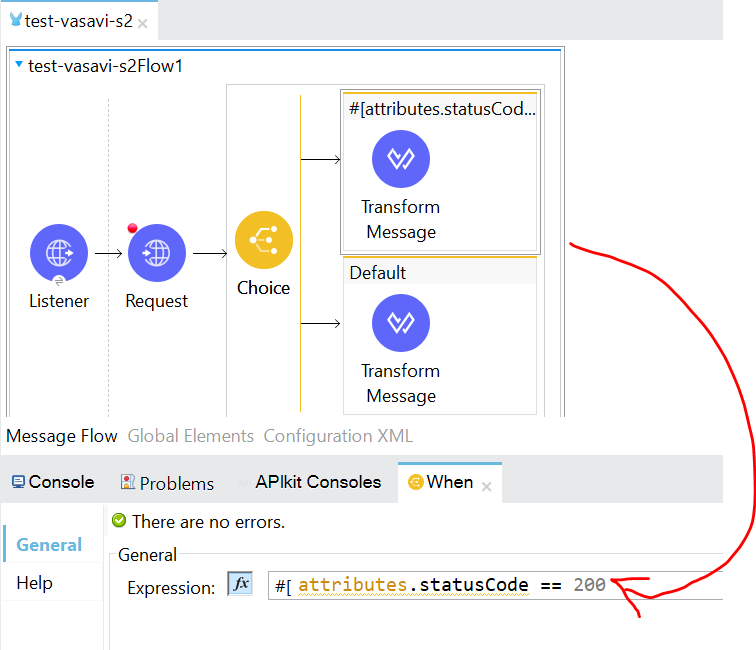 test-vasavi-s2
test-vasavi-s2Flow1
#[attributes.statusCod...
Transform
Message
Listener
Request
Choice
Default
Transform
Message
Message Flow Global Elements Configuration XML
Console Problems APIkit Consoles When
There are no errors.
General
General
Help
Expression: fx #[ attributes.statusCode == 200